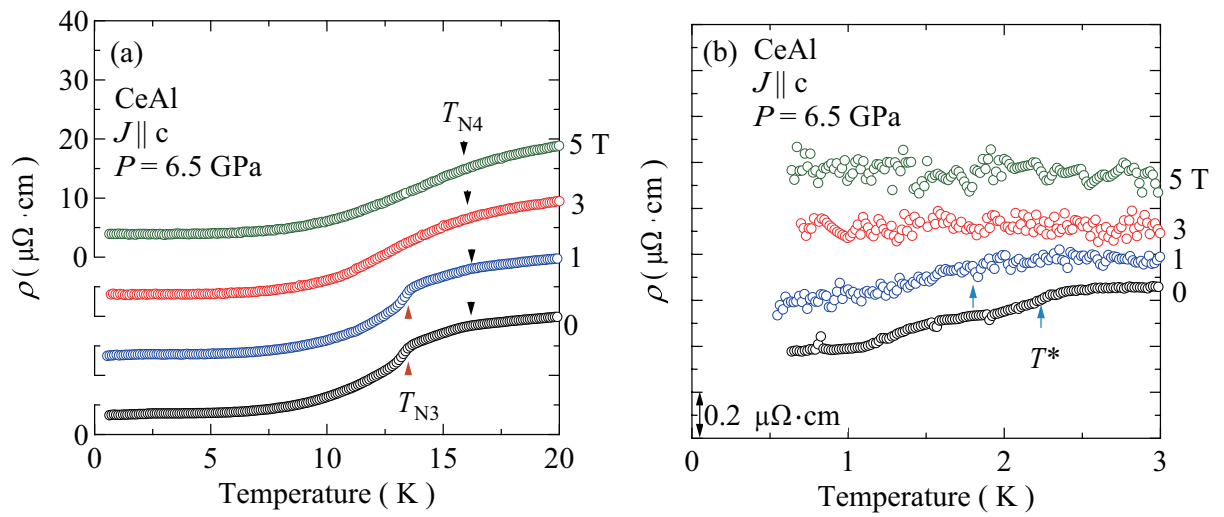 (a)
CeAl
J || c
P = 6.5 GPa
T_N4
5 T
3
1
0
T_N3
40
30
20
10
0
0
ρ ( μΩ·cm )
0 5 10 15 20
Temperature ( K )
(b)
CeAl
J || c
P = 6.5 GPa
5 T
3
1
0
T*
0.2 μΩ·cm
ρ ( μΩ·cm )
0 1 2 3
Temperature ( K )